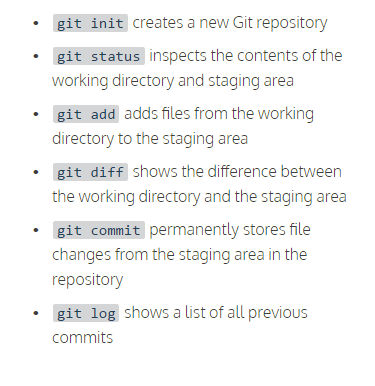 • git init creates a new Git repository
• git status inspects the contents of the
working directory and staging area
• git add adds files from the working
directory to the staging area
• git diff shows the difference between
the working directory and the staging area
• git commit permanently stores file
changes from the staging area in the
repository
• git log shows a list of all previous
commits